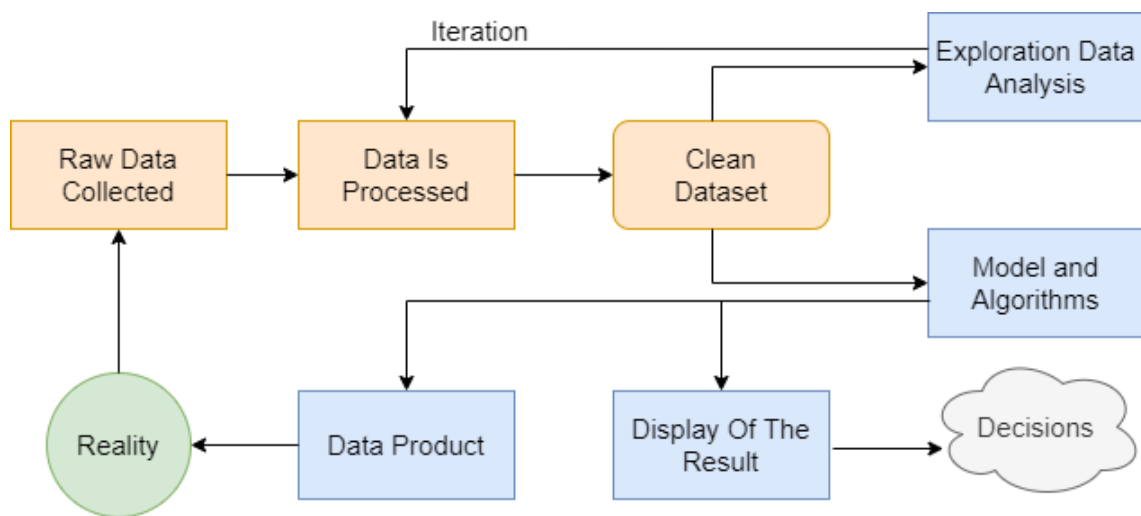 Iteration
Exploration Data
Analysis
Raw Data
Collected
Data Is
Processed
Clean
Dataset
Model and
Algorithms
Reality
Data Product
Display Of The
Result
Decisions